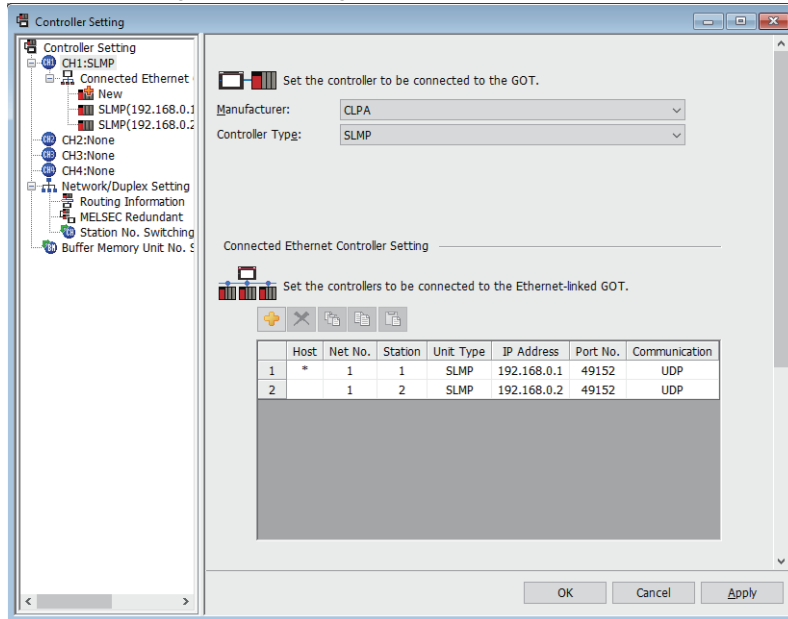 Controller Setting
Controller Setting
CH1:SLMP
Connected Ethernet
New
SLMP(192.168.0.1
SLMP(192.168.0.2
CH2:None
CH3:None
CH4:None
Network/Duplex Setting
Routing Information
MELSEC Redundant
Station No. Switching
Buffer Memory Unit No. S
Set the controller to be connected to the GOT.
Manufacturer: CLPA
Controller Type: SLMP
Connected Ethernet Controller Setting
Set the controllers to be connected to the Ethernet-linked GOT.
Host Net No. Station Unit Type IP Address Port No. Communication
1 * 1 1 SLMP 192.168.0.1 49152 UDP
2 1 2 SLMP 192.168.0.2 49152 UDP
OK Cancel Apply